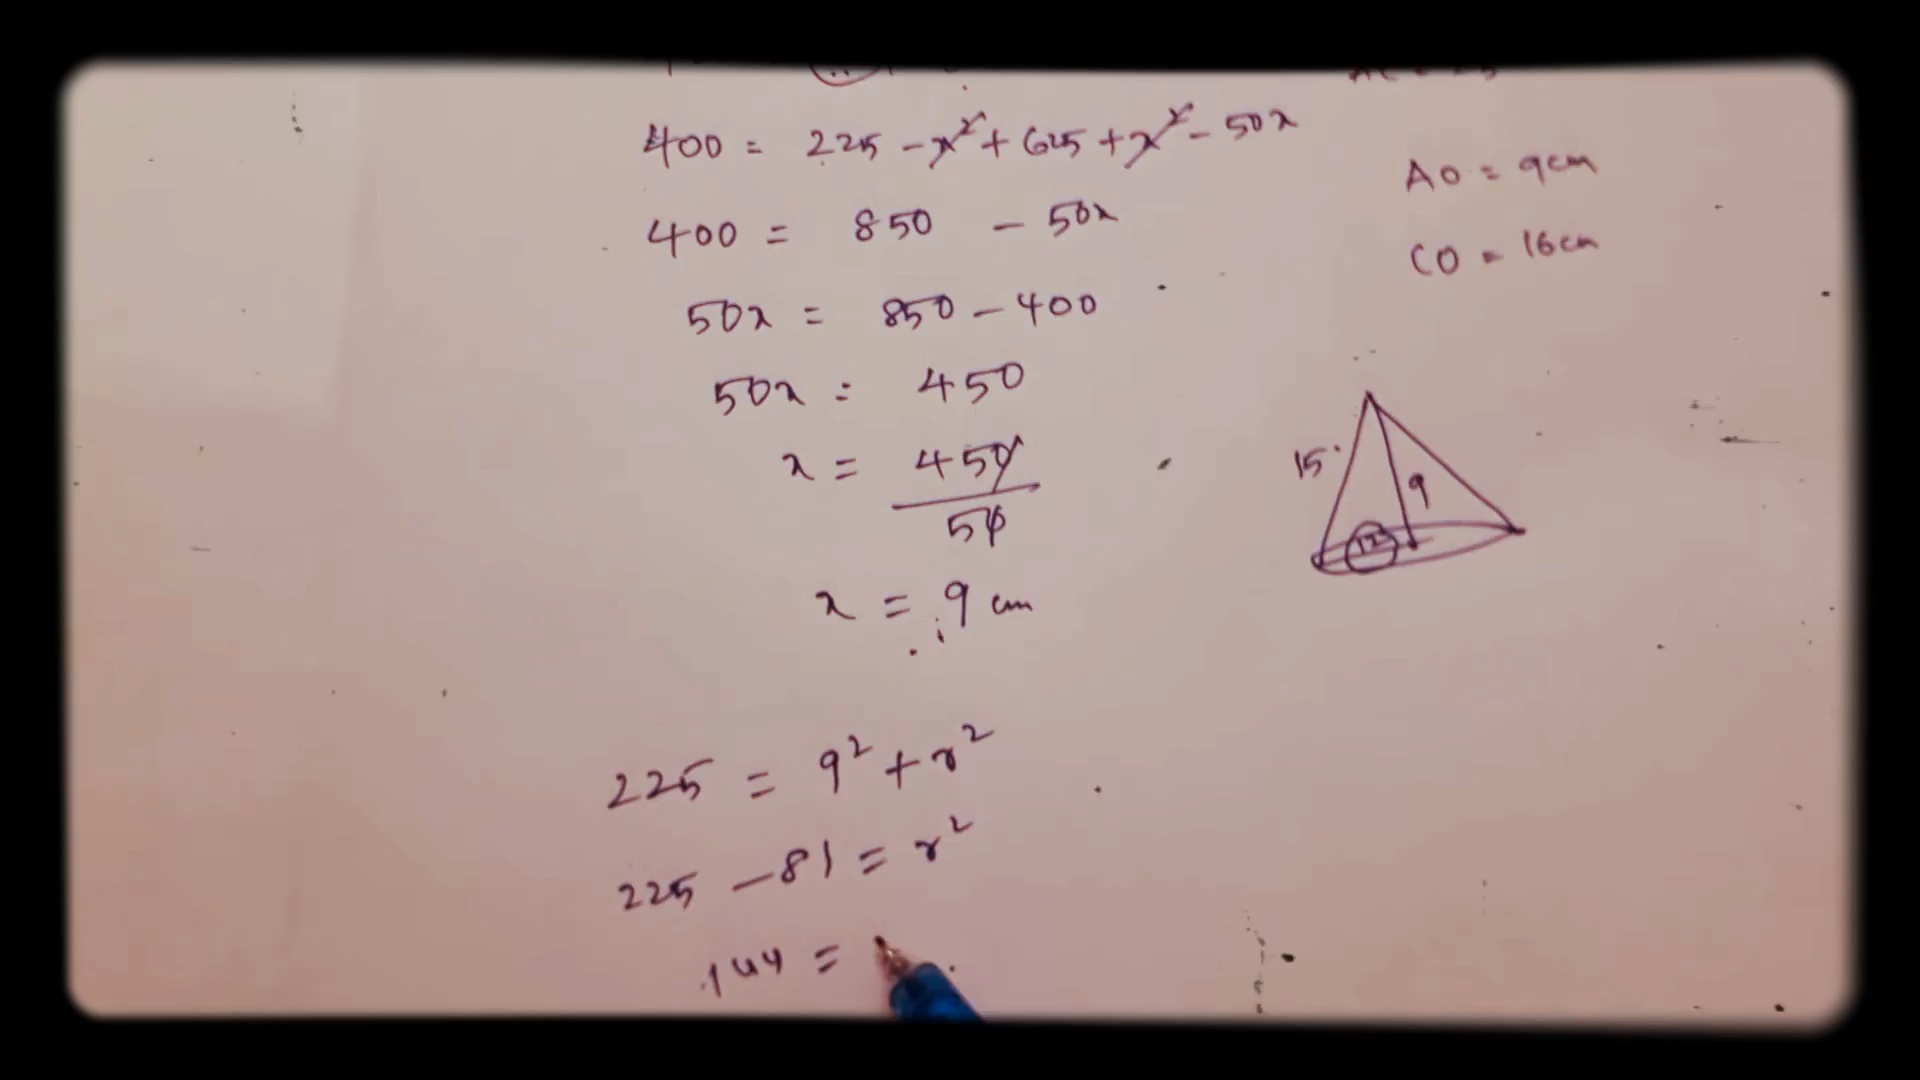 400 = 225 - x² + 625 + x² - 50x
400 = 850 - 50x
50x = 850 - 400
50x = 450
x = 450
50
x = 9 cm
225 = 9² + r²
225 - 81 = r²
144 =
AO = 9cm
CO = 16cm
15
9
12